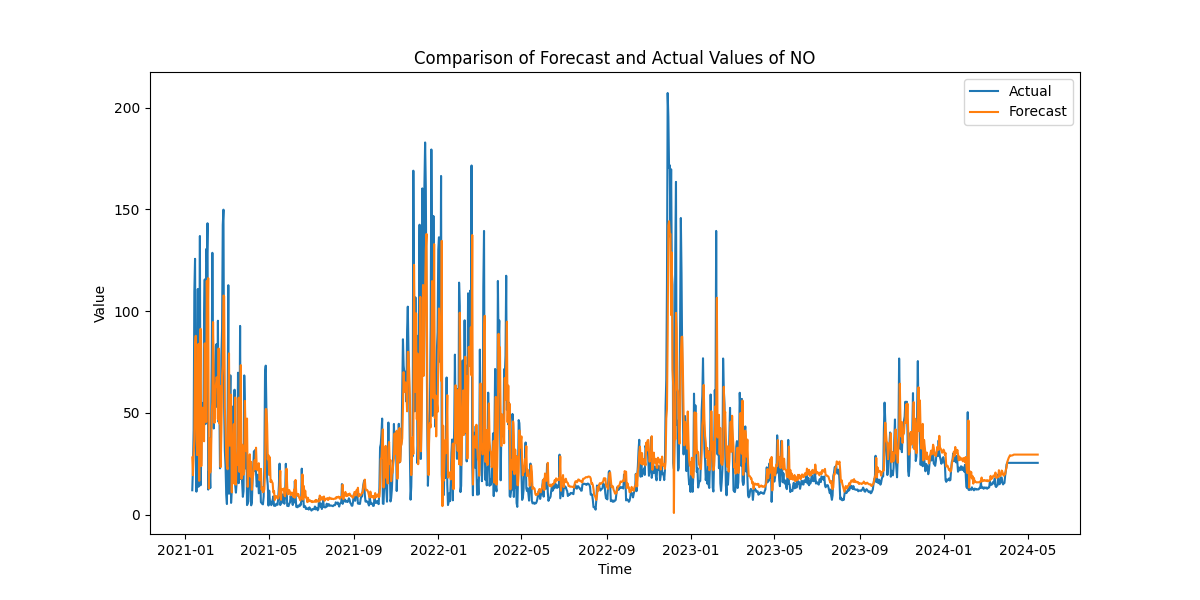 Comparison of Forecast and Actual Values of NO
Actual
Forecast
Value
200
150
100
50
0
2021-01 2021-05 2021-09 2022-01 2022-05 2022-09 2023-01 2023-05 2023-09 2024-01 2024-05
Time